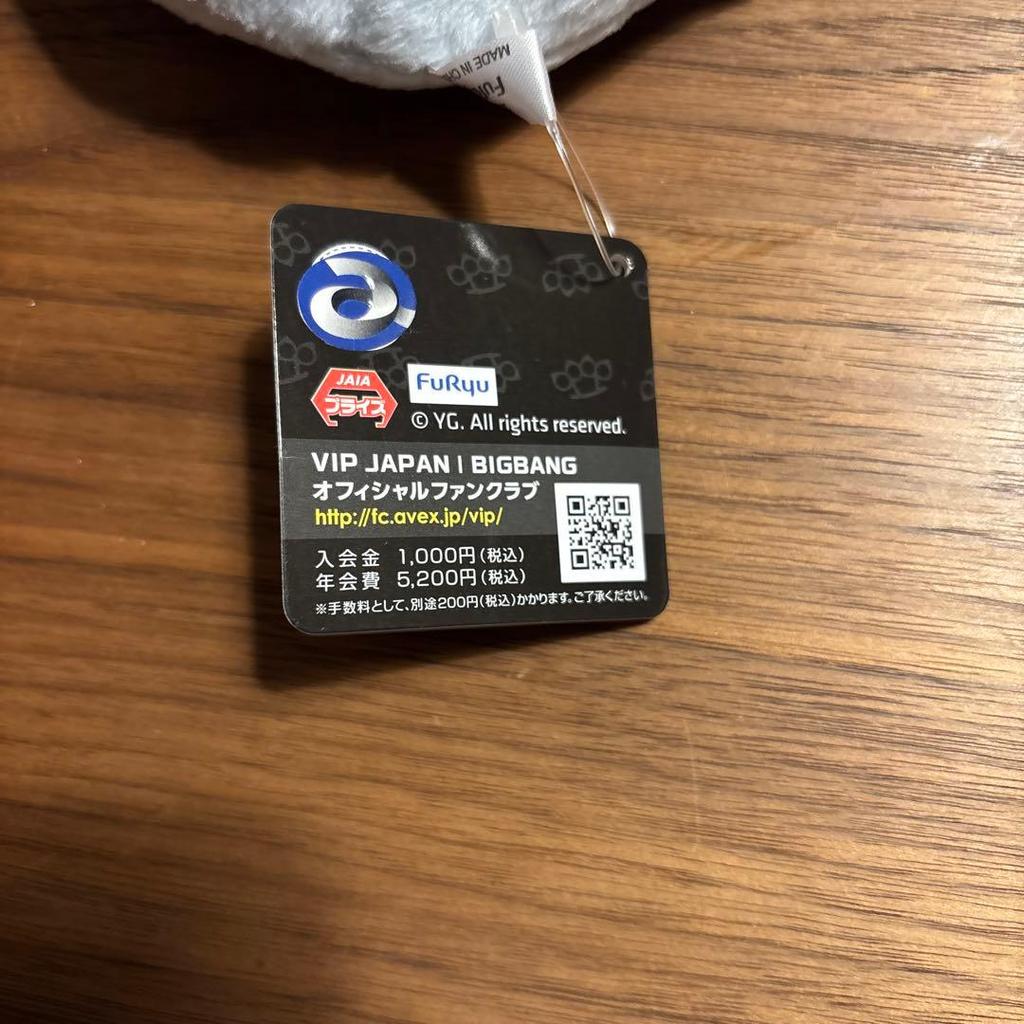 MADE IN
JAIA
プライズ
FuRyu
© YG. All rights reserved.
VIP JAPAN | BIGBANG
オフィシャルファンクラブ
http://fc.avex.jp/vip/
入会金 1,000円(税込)
年会費 5,200円(税込)
※手数料として、別途200円(税込)かかります。ご了承ください。